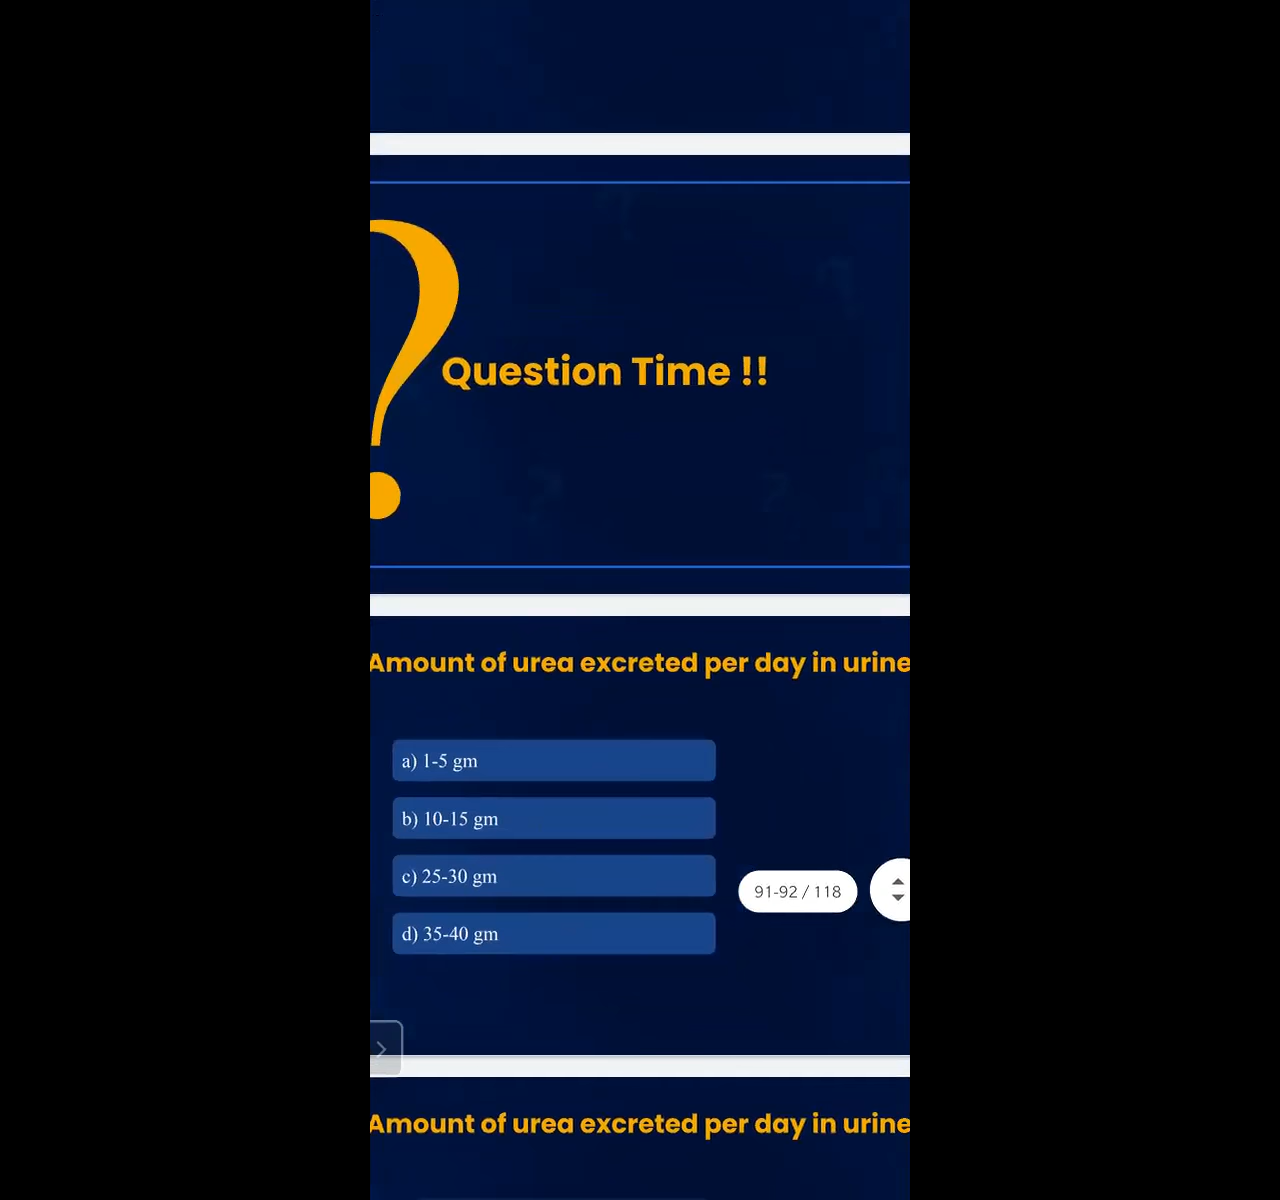 ?
Question Time !!
Amount of urea excreted per day in urine
a) 1-5 gm
b) 10-15 gm
c) 25-30 gm
91-92 / 118
d) 35-40 gm
Amount of urea excreted per day in urine